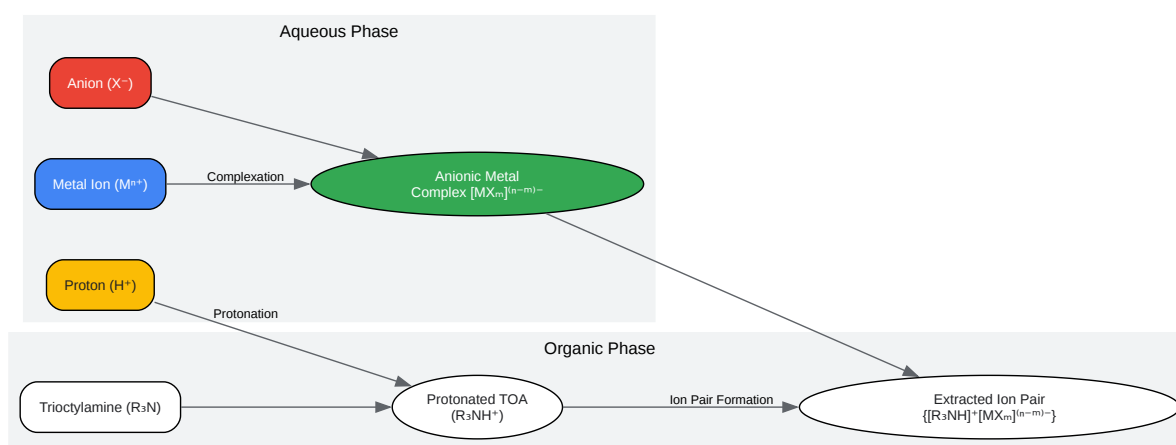 Aqueous Phase
Anion (X⁻)
Metal Ion (Mⁿ⁺)
Complexation
Anionic Metal
Complex [MXₘ]⁽ⁿ⁻ᵐ⁾⁻
Proton (H⁺)
Protonation
Organic Phase
Trioctylamine (R₃N)
Protonated TOA
(R₃NH⁺)
Ion Pair Formation
Extracted Ion Pair
{[R₃NH]⁺[MXₘ]⁽ⁿ⁻ᵐ⁾⁻}